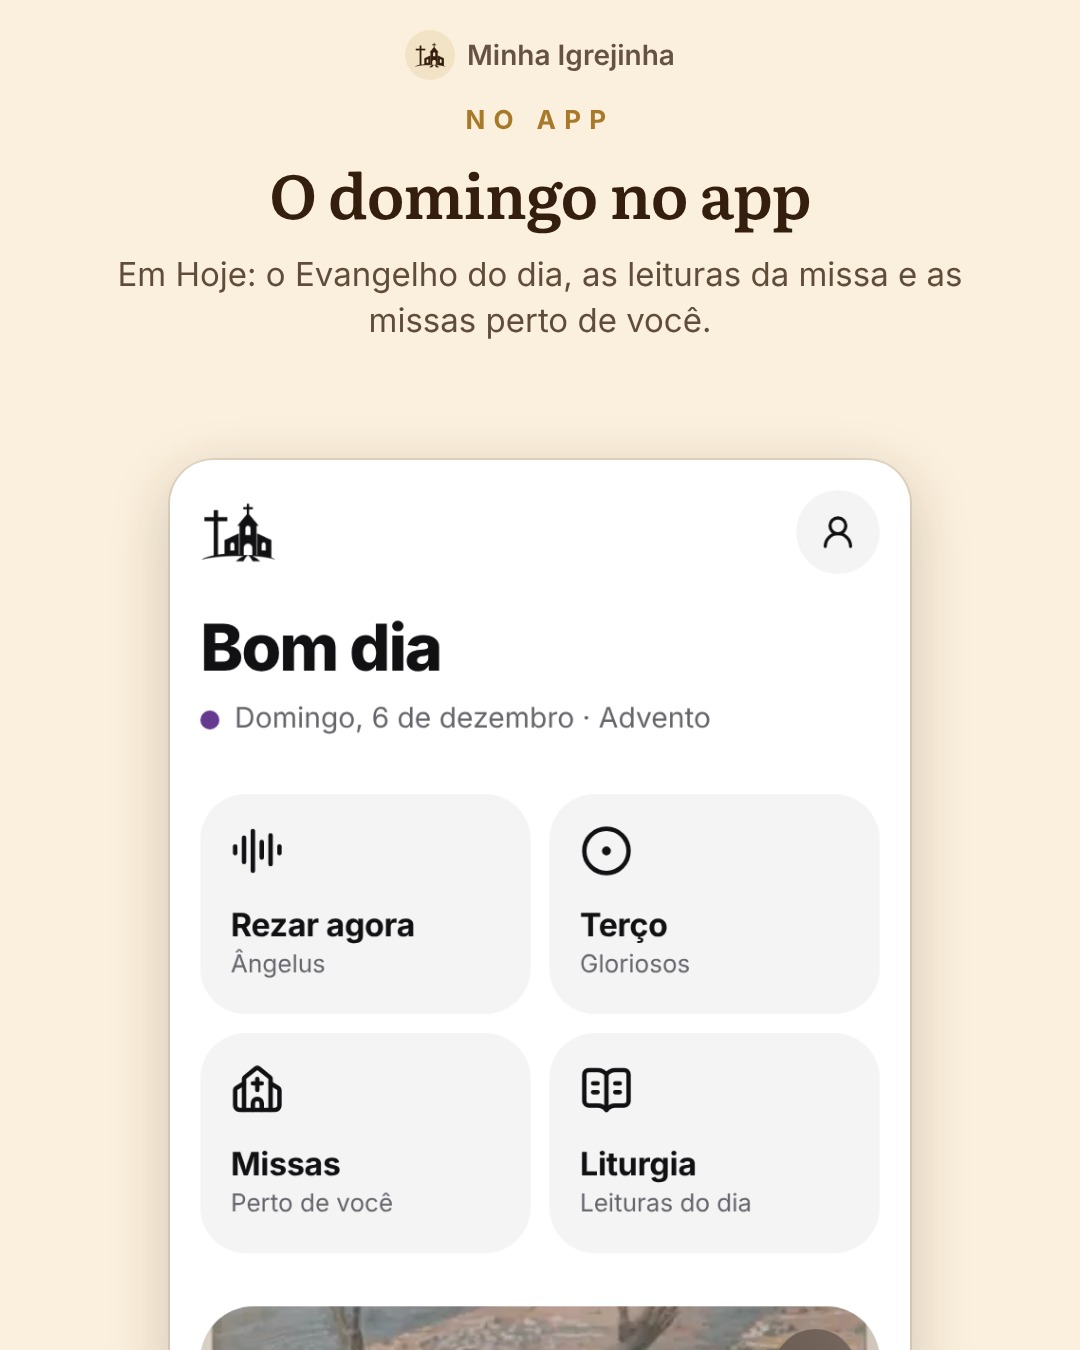 Minha Igrejinha
NO APP
O domingo no app
Em Hoje: o Evangelho do dia, as leituras da missa e as
missas perto de você.
Bom dia
Domingo, 6 de dezembro · Advento
Rezar agora
Ângelus
Terço
Gloriosos
Missas
Perto de você
Liturgia
Leituras do dia